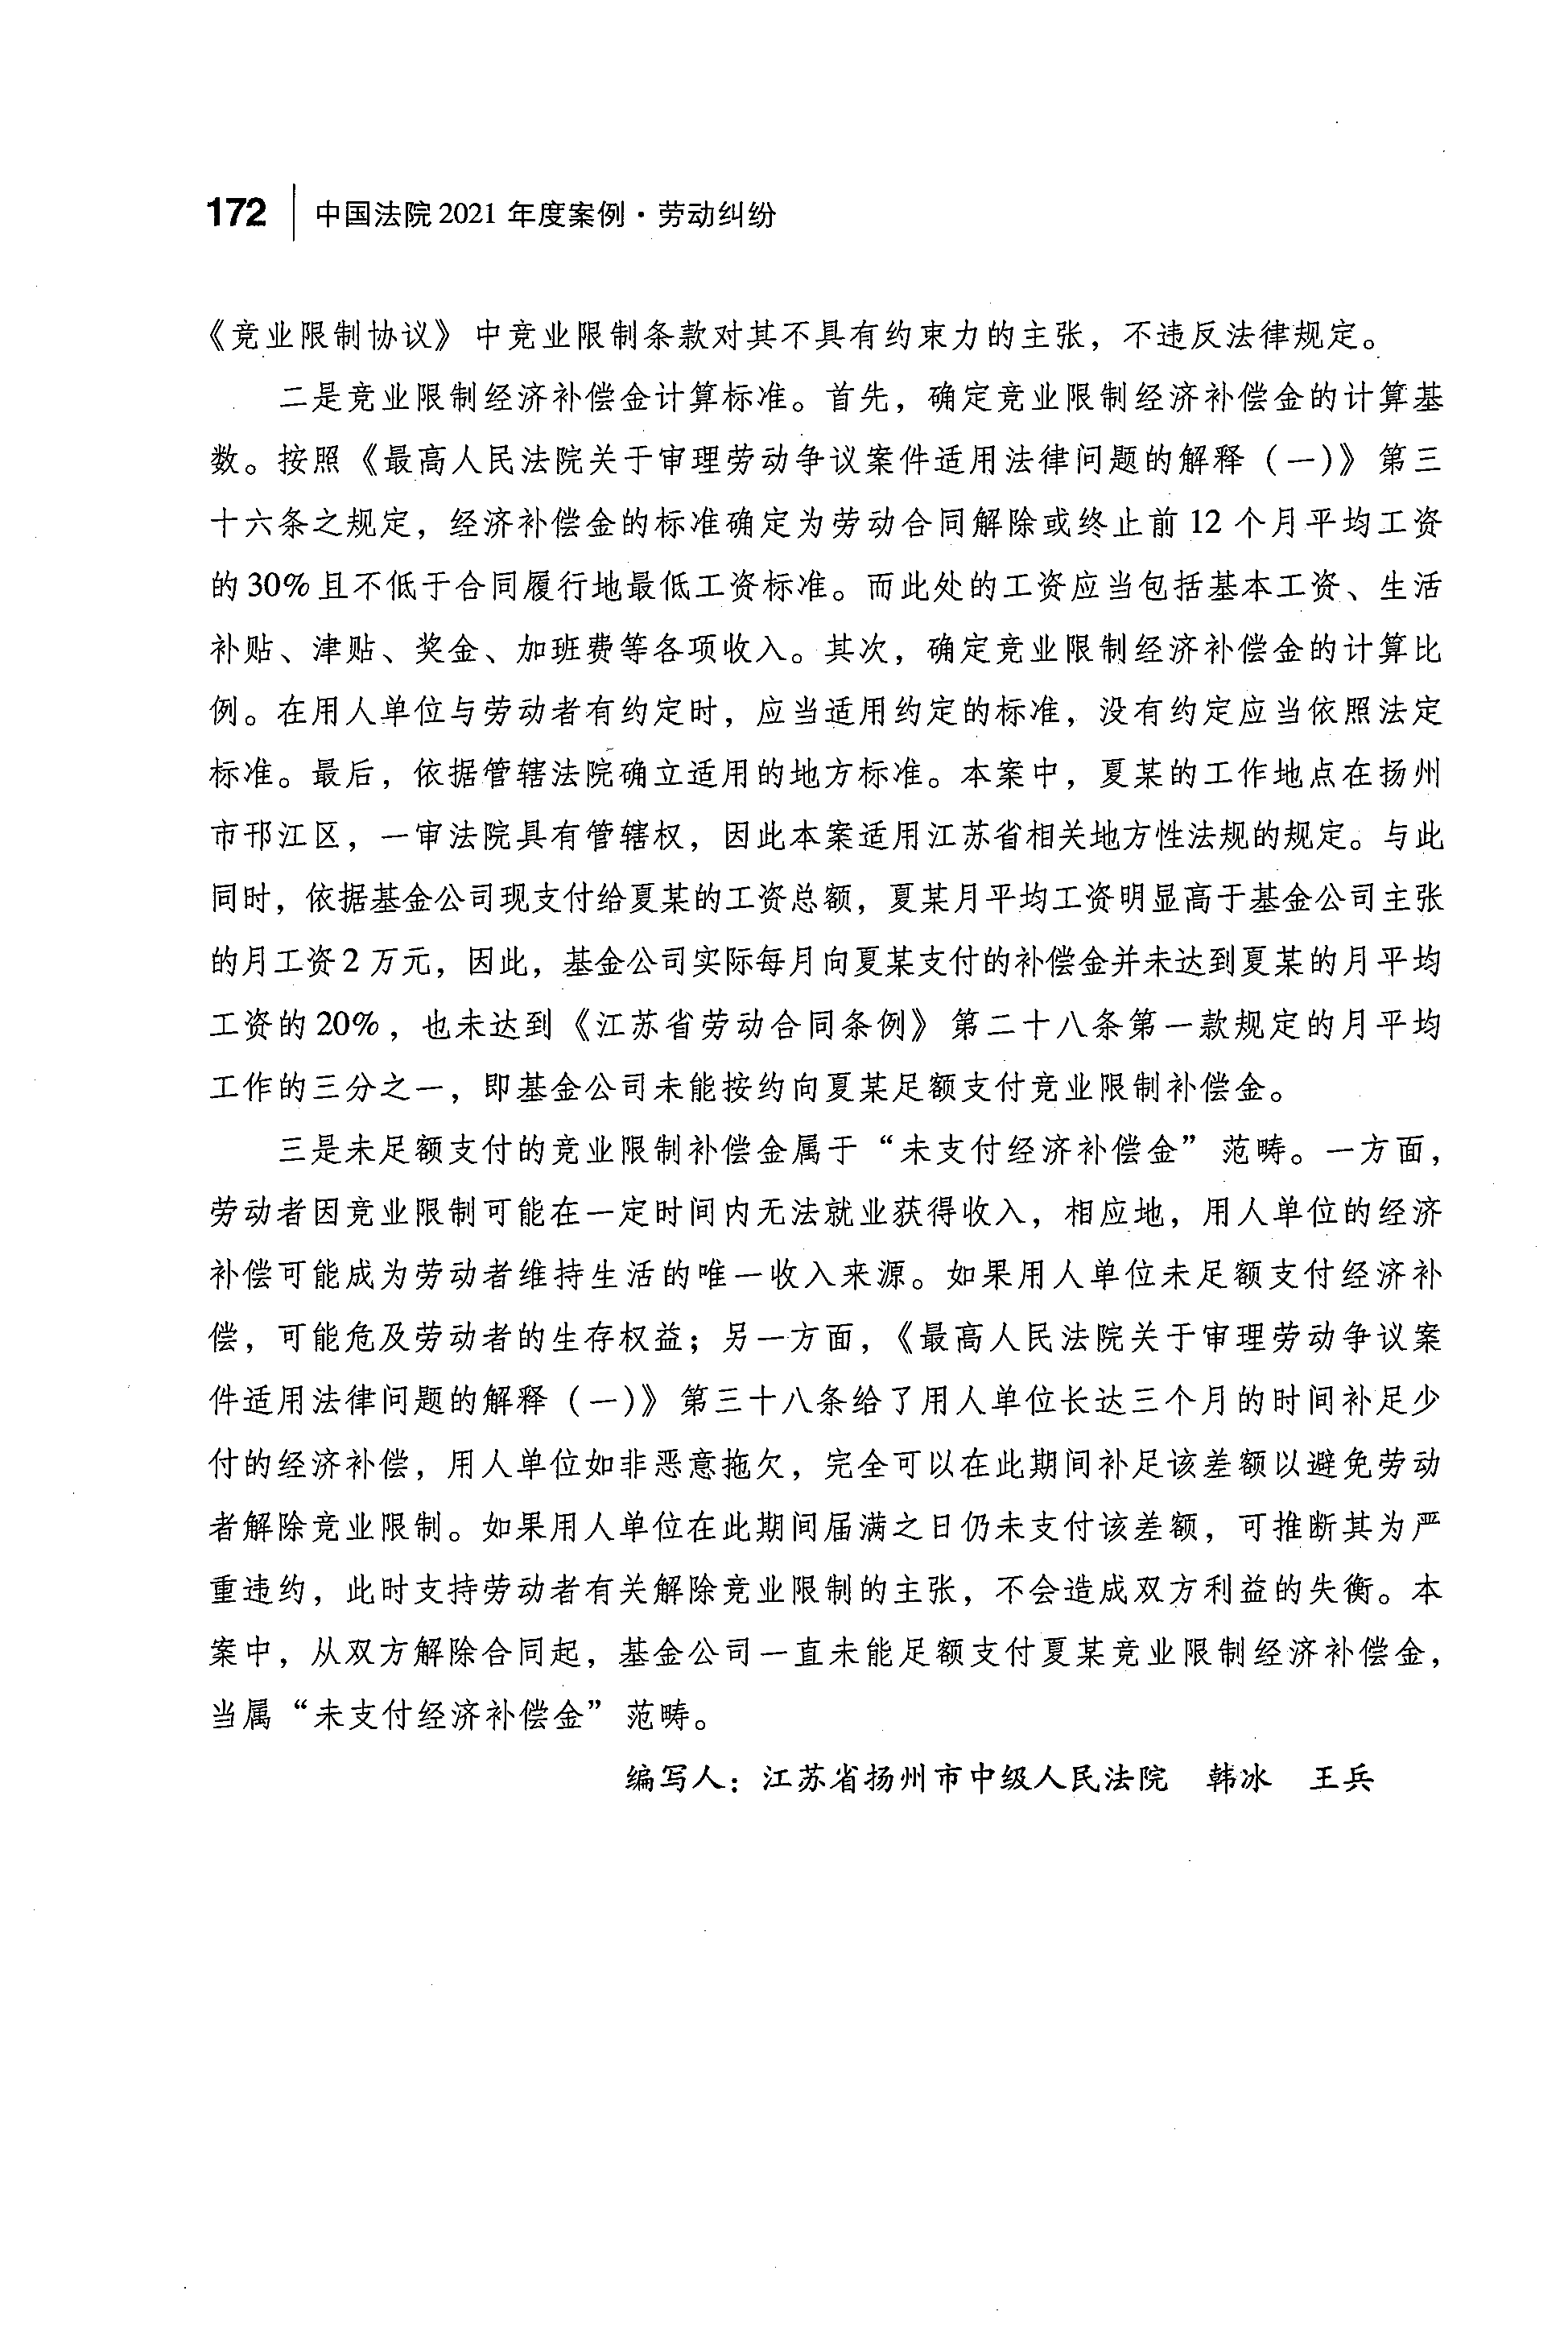 172 中国法院2021年度案例·劳动纠纷
《竞业限制协议》中竞业限制条款对其不具有约束力的主张，不违反法律规定。
二是竞业限制经济补偿金计算标准。首先，确定竞业限制经济补偿金的计算基
数。按照《最高人民法院关于审理劳动争议案件适用法律问题的解释（一）》第三
十六条之规定，经济补偿金的标准确定为劳动合同解除或终止前12个月平均工资
的30%且不低于合同履行地最低工资标准。而此处的工资应当包括基本工资、生活
补贴、津贴、奖金、加班费等各项收入。其次，确定竞业限制经济补偿金的计算比
例。在用人单位与劳动者有约定时，应当适用约定的标准，没有约定应当依照法定
标准。最后，依据管辖法院确立适用的地方标准。本案中，夏某的工作地点在扬州
市邗江区，一审法院具有管辖权，因此本案适用江苏省相关地方性法规的规定。与此
同时，依据基金公司现支付给夏某的工资总额，夏某月平均工资明显高于基金公司主张
的月工资2万元，因此，基金公司实际每月向夏某支付的补偿金并未达到夏某的月平均
工资的20%，也未达到《江苏省劳动合同条例》第二十八条第一款规定的月平均
工作的三分之一，即基金公司未能按约向夏某足额支付竞业限制补偿金。
三是未足额支付的竞业限制补偿金属于“未支付经济补偿金”范畴。一方面，
劳动者因竞业限制可能在一定时间内无法就业获得收入，相应地，用人单位的经济
补偿可能成为劳动者维持生活的唯一收入来源。如果用人单位未足额支付经济补
偿，可能危及劳动者的生存权益；另一方面，《最高人民法院关于审理劳动争议案
件适用法律问题的解释（一）》第三十八条给了用人单位长达三个月的时间补足少
付的经济补偿，用人单位如非恶意拖欠，完全可以在此期间补足该差额以避免劳动
者解除竞业限制。如果用人单位在此期间届满之日仍未支付该差额，可推断其为严
重违约，此时支持劳动者有关解除竞业限制的主张，不会造成双方利益的失衡。本
案中，从双方解除合同起，基金公司一直未能足额支付夏某竞业限制经济补偿金，
当属“未支付经济补偿金”范畴。
编写人：江苏省扬州市中级人民法院 韩冰 王兵